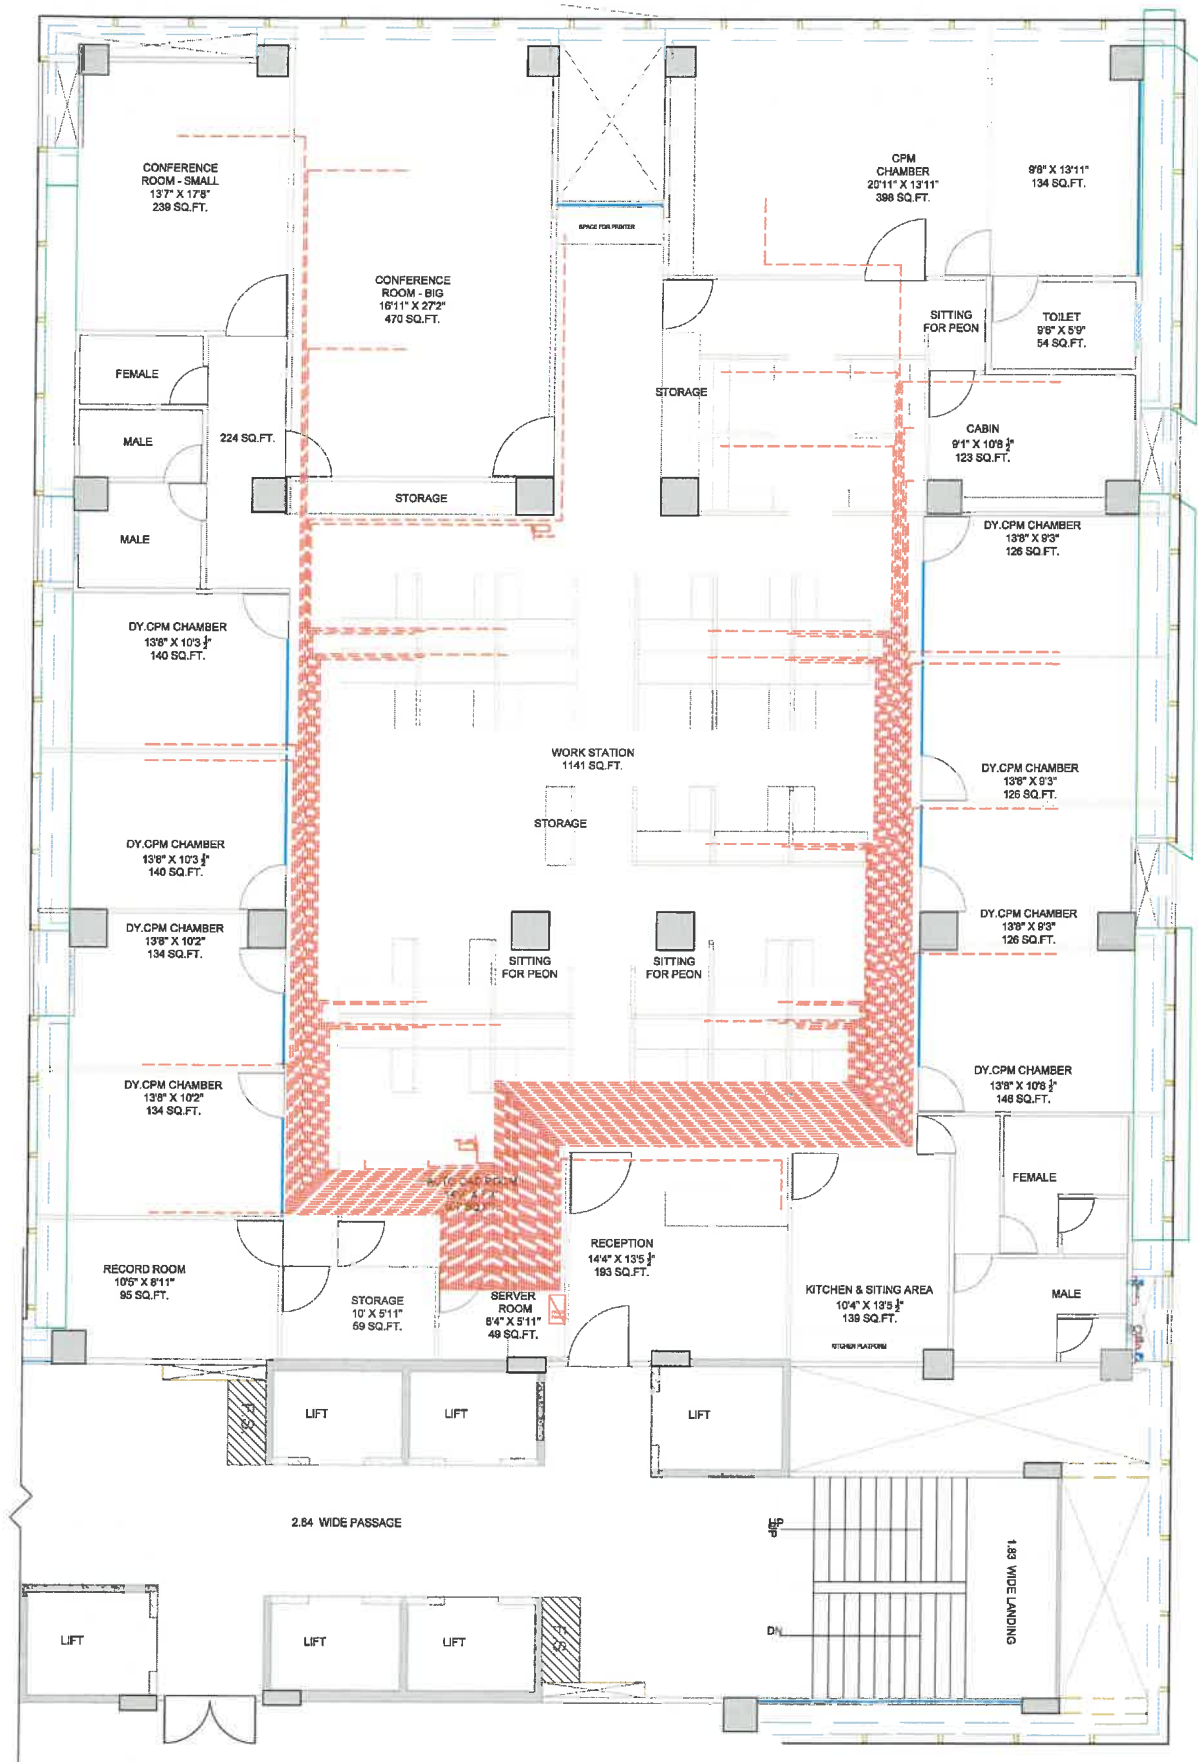 CONFERENCE
ROOM - SMALL
13'7" X 17'8"
239 SQ.FT.
CONFERENCE
ROOM - BIG
16'11" X 27'2"
470 SQ.FT.
SPACE FOR PRINTER
CPM
CHAMBER
20'11" X 13'11"
398 SQ.FT.
9'8" X 13'11"
134 SQ.FT.
SITTING
FOR PEON
TOILET
9'8" X 5'9"
54 SQ.FT.
FEMALE
MALE
224 SQ.FT.
MALE
STORAGE
STORAGE
CABIN
9'1" X 10'8 ½"
123 SQ.FT.
DY.CPM CHAMBER
13'8" X 9'3"
126 SQ.FT.
DY.CPM CHAMBER
13'8" X 10'3 ½"
140 SQ.FT.
WORK STATION
1141 SQ.FT.
DY.CPM CHAMBER
13'8" X 9'3"
126 SQ.FT.
STORAGE
DY.CPM CHAMBER
13'8" X 10'3 ½"
140 SQ.FT.
DY.CPM CHAMBER
13'8" X 10'2"
134 SQ.FT.
SITTING
FOR PEON
SITTING
FOR PEON
DY.CPM CHAMBER
13'8" X 9'3"
126 SQ.FT.
DY.CPM CHAMBER
13'8" X 10'2"
134 SQ.FT.
DY.CPM CHAMBER
13'8" X 10'8 ½"
146 SQ.FT.
FEMALE
RECORD ROOM
10'5" X 8'11"
95 SQ.FT.
STORAGE
10' X 5'11"
59 SQ.FT.
SERVER
ROOM
8'4" X 5'11"
49 SQ.FT.
RECEPTION
14'4" X 13'5 ½"
193 SQ.FT.
KITCHEN & SITING AREA
10'4" X 13'5 ½"
139 SQ.FT.
KITCHEN PLATFORM
MALE
LIFT
LIFT
LIFT
2.64 WIDE PASSAGE
UP
DN
1.83 WIDE LANDING
LIFT
LIFT
LIFT